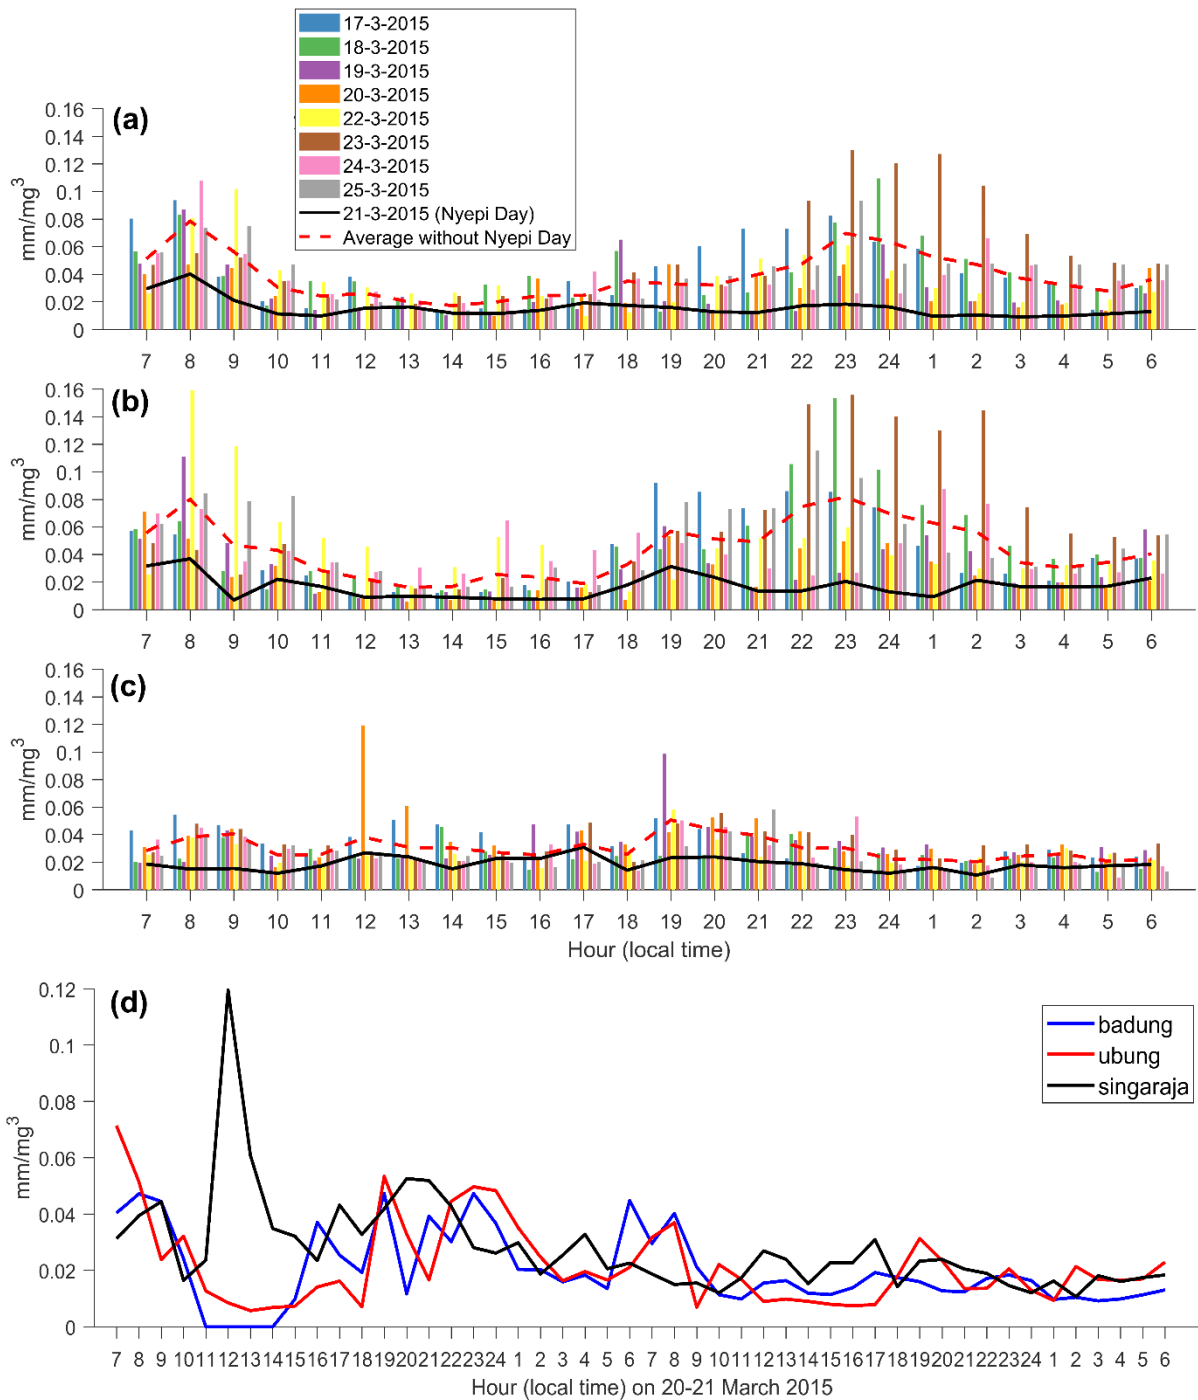 17-3-2015
18-3-2015
19-3-2015
20-3-2015
22-3-2015
23-3-2015
24-3-2015
25-3-2015
21-3-2015 (Nyepi Day)
Average without Nyepi Day
(a)
mm/mg³
0.16
0.14
0.12
0.1
0.08
0.06
0.04
0.02
0
7 8 9 10 11 12 13 14 15 16 17 18 19 20 21 22 23 24 1 2 3 4 5 6
(b)
mm/mg³
0.16
0.14
0.12
0.1
0.08
0.06
0.04
0.02
0
7 8 9 10 11 12 13 14 15 16 17 18 19 20 21 22 23 24 1 2 3 4 5 6
(c)
mm/mg³
0.16
0.14
0.12
0.1
0.08
0.06
0.04
0.02
0
7 8 9 10 11 12 13 14 15 16 17 18 19 20 21 22 23 24 1 2 3 4 5 6
Hour (local time)
(d)
mm/mg³
0.12
0.1
0.08
0.06
0.04
0.02
0
badung
ubung
singaraja
7 8 9 10 11 12 13 14 15 16 17 18 19 20 21 22 23 24 1 2 3 4 5 6 7 8 9 10 11 12 13 14 15 16 17 18 19 20 21 22 23 24 1 2 3 4 5 6
Hour (local time) on 20-21 March 2015